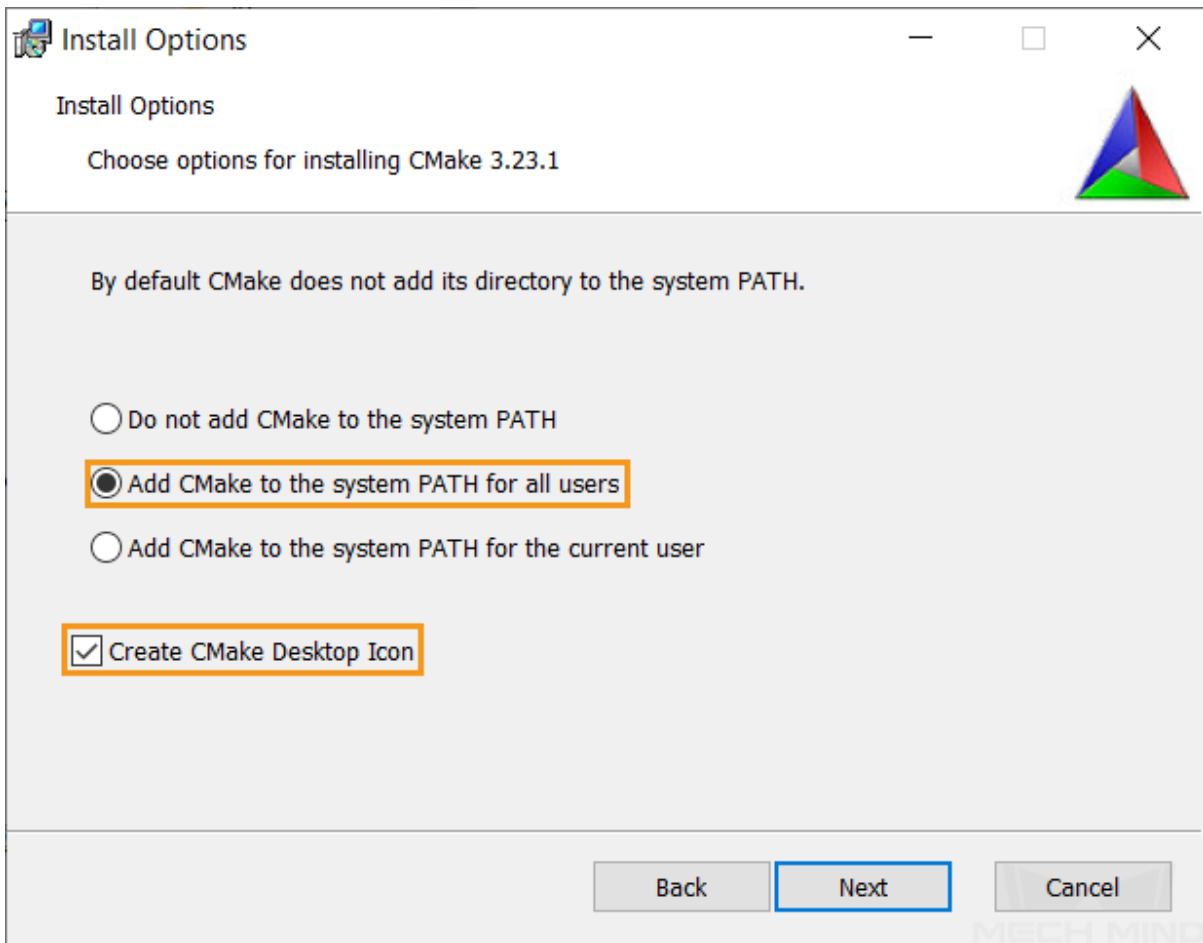 Install Options
Install Options
Choose options for installing CMake 3.23.1
By default CMake does not add its directory to the system PATH.
Do not add CMake to the system PATH
Add CMake to the system PATH for all users
Add CMake to the system PATH for the current user
Create CMake Desktop Icon
Back Next Cancel
MECH MIND